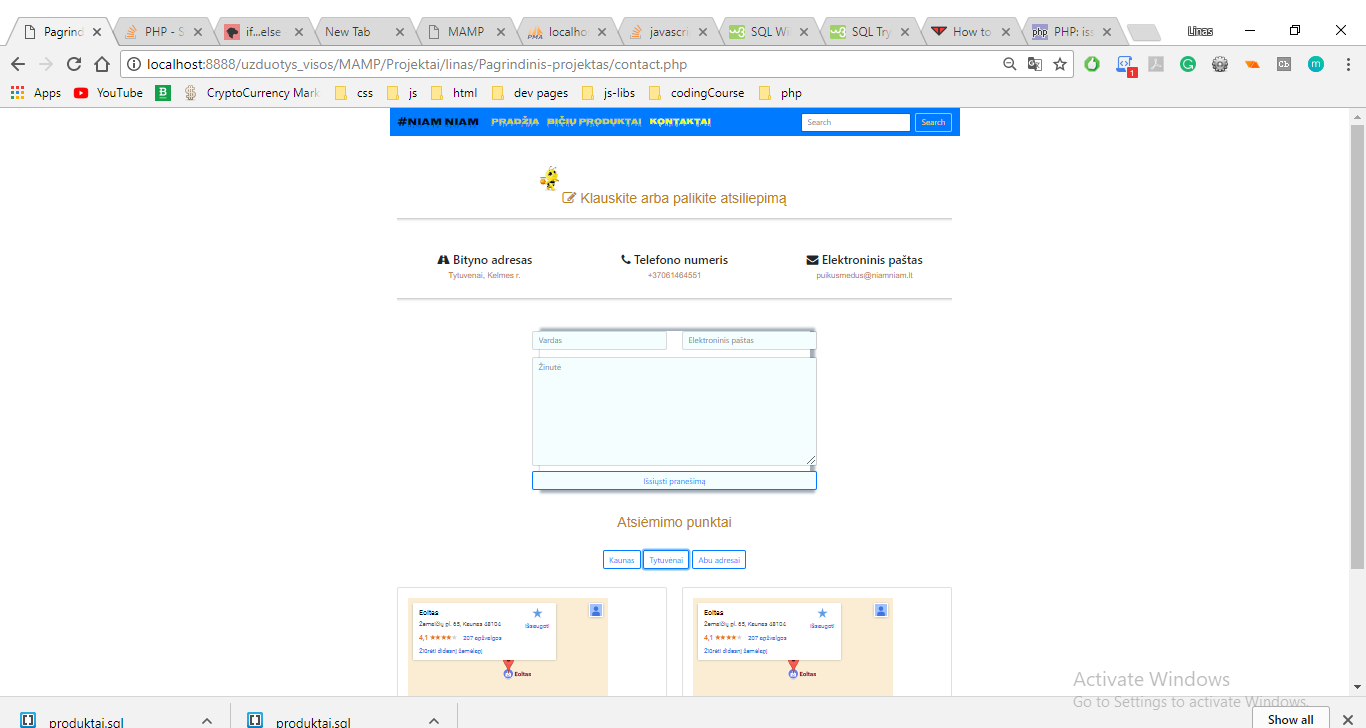 Pagrind PHP - S if...else New Tab MAMP localho javascri SQL Wi SQL Try How to PHP: iss Linas
localhost:8888/uzduotys_visos/MAMP/Projektai/linas/Pagrindinis-projektas/contact.php
Apps YouTube CryptoCurrency Mark css js html dev pages js-libs codingCourse php
#NIAM NIAM PRADŽIA BIČIŲ PRODUKTAI KONTAKTAI Search Search
Klauskite arba palikite atsiliepimą
Bityno adresas Telefono numeris Elektroninis paštas
Tytuvenai, Kelmes r. +37061464551 puikusmedus@niamniam.lt
Vardas Elektroninis paštas
Žinutė
Išsiųsti pranešimą
Atsiėmimo punktai
Kaunas Tytuvenai Abu adresai
Eoltas Eoltas
Žemaičių pl. 65, Kaunas 48104 Išsaugoti Žemaičių pl. 65, Kaunas 48104 Išsaugoti
4,1 ★★★★★ 207 apžvalgos 4,1 ★★★★★ 207 apžvalgos
Žiūrėti didesnį žemėlapį Žiūrėti didesnį žemėlapį
Eoltas Eoltas
Activate Windows
Go to Settings to activate Windows.
produktai.sql produktai.sql Show all